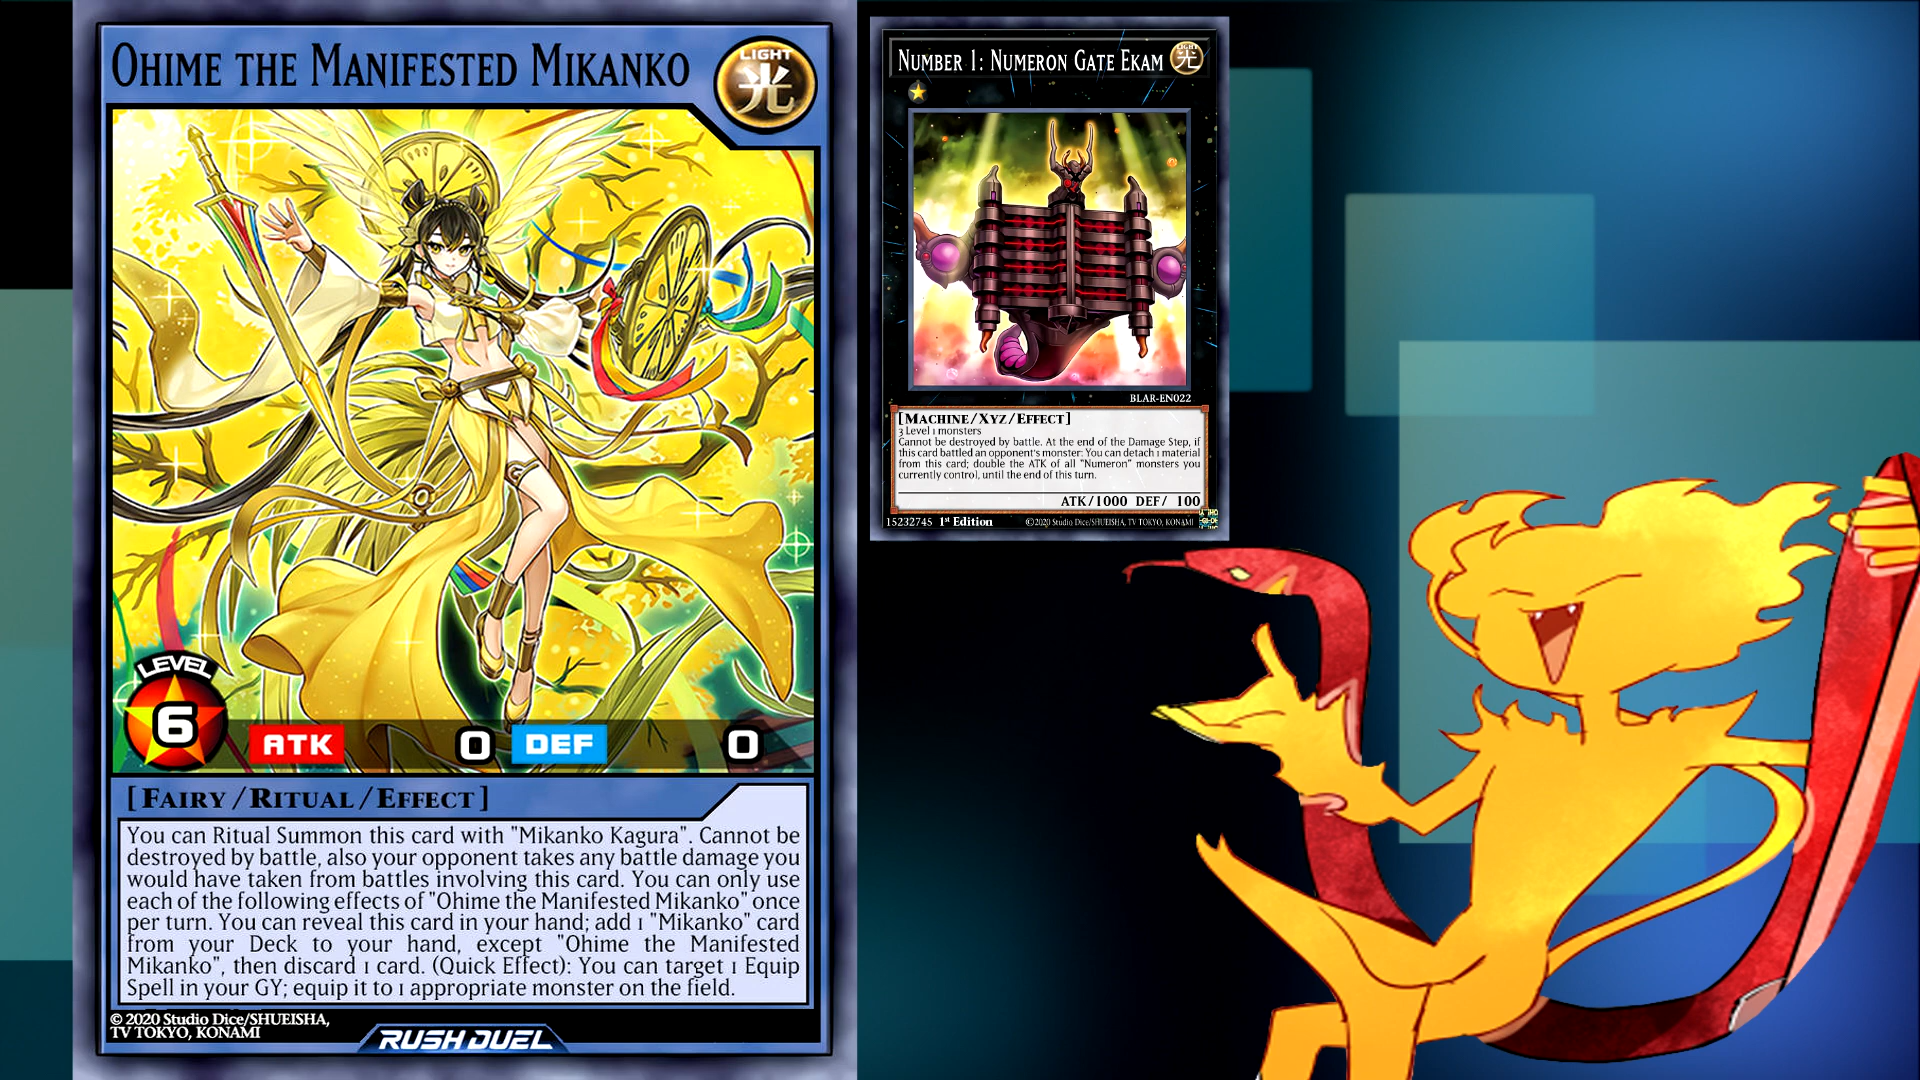 OHIME THE MANIFESTED MIKANKO
LIGHT
光
LEVEL
6
ATK 0 DEF 0
[FAIRY/RITUAL/EFFECT]
You can Ritual Summon this card with "Mikanko Kagura". Cannot be
destroyed by battle, also your opponent takes any battle damage you
would have taken from battles involving this card. You can only use
each of the following effects of "Ohime the Manifested Mikanko" once
per turn. You can reveal this card in your hand; add 1 "Mikanko" card
from your Deck to your hand, except "Ohime the Manifested
Mikanko", then discard 1 card. (Quick Effect): You can target 1 Equip
Spell in your GY; equip it to 1 appropriate monster on the field.
© 2020 Studio Dice/SHUEISHA,
TV TOKYO, KONAMI
RUSH DUEL
NUMBER 1: NUMERON GATE EKAM
LIGHT
光
BLAR-EN022
[MACHINE/XYZ/EFFECT]
3 Level 1 monsters
Cannot be destroyed by battle. At the end of the Damage Step, if
this card battled an opponent's monster: You can detach 1 material
from this card; double the ATK of all "Numeron" monsters you
currently control, until the end of this turn.
ATK/1000 DEF/ 100
15232745 1st Edition ©2020 Studio Dice/SHUEISHA, TV TOKYO, KONAMI